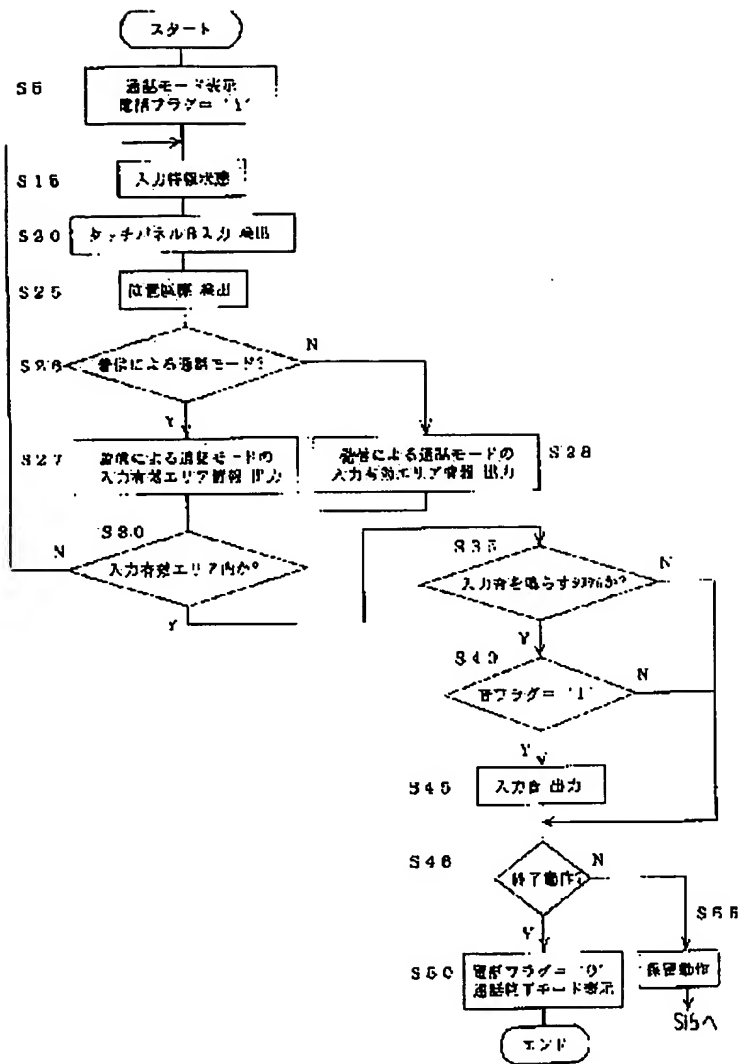 スタート
S5
通話モード表示
電話フラグ= '1'
S15
入力待機状態
S20
タッチパネル 入力 検出
S25
位置座標 検出
S26
着信による通話モード?
N
Y
S27
着信による通話モードの
入力有効エリア情報 出力
発信による通話モードの
入力有効エリア情報 出力
S28
S30
N
入力有効エリア内か?
Y
S35
入力音を鳴らす か?
N
Y
S40
音フラグ= '1'
N
Y
S45
入力音 出力
S46
終了動作?
N
Y
S55
S50
電話フラグ= '0'
通話終了モード表示
保留動作
S15へ
エンド